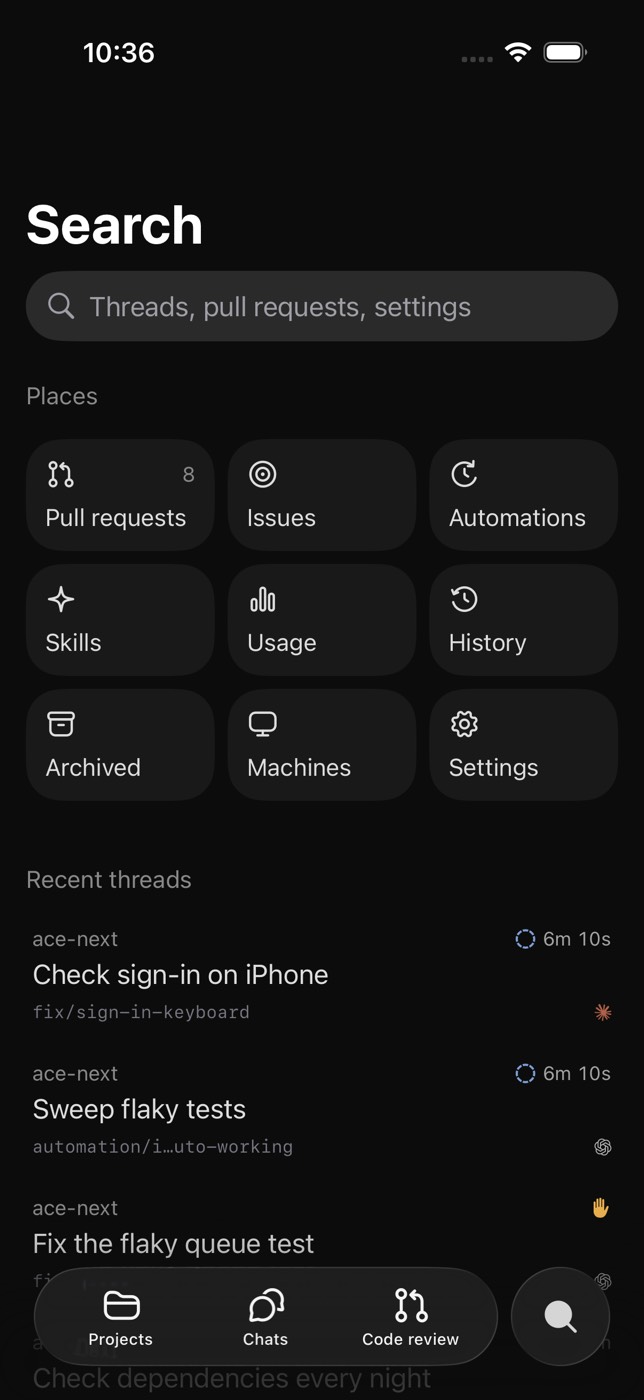 10:36
Search
Threads, pull requests, settings
Places
8
Pull requests
Issues
Automations
Skills
Usage
History
Archived
Machines
Settings
Recent threads
ace-next
6m 10s
Check sign-in on iPhone
fix/sign-in-keyboard
ace-next
6m 10s
Sweep flaky tests
automation/i…uto-working
ace-next
Fix the flaky queue test
Projects
Chats
Code review
Check dependencies every night